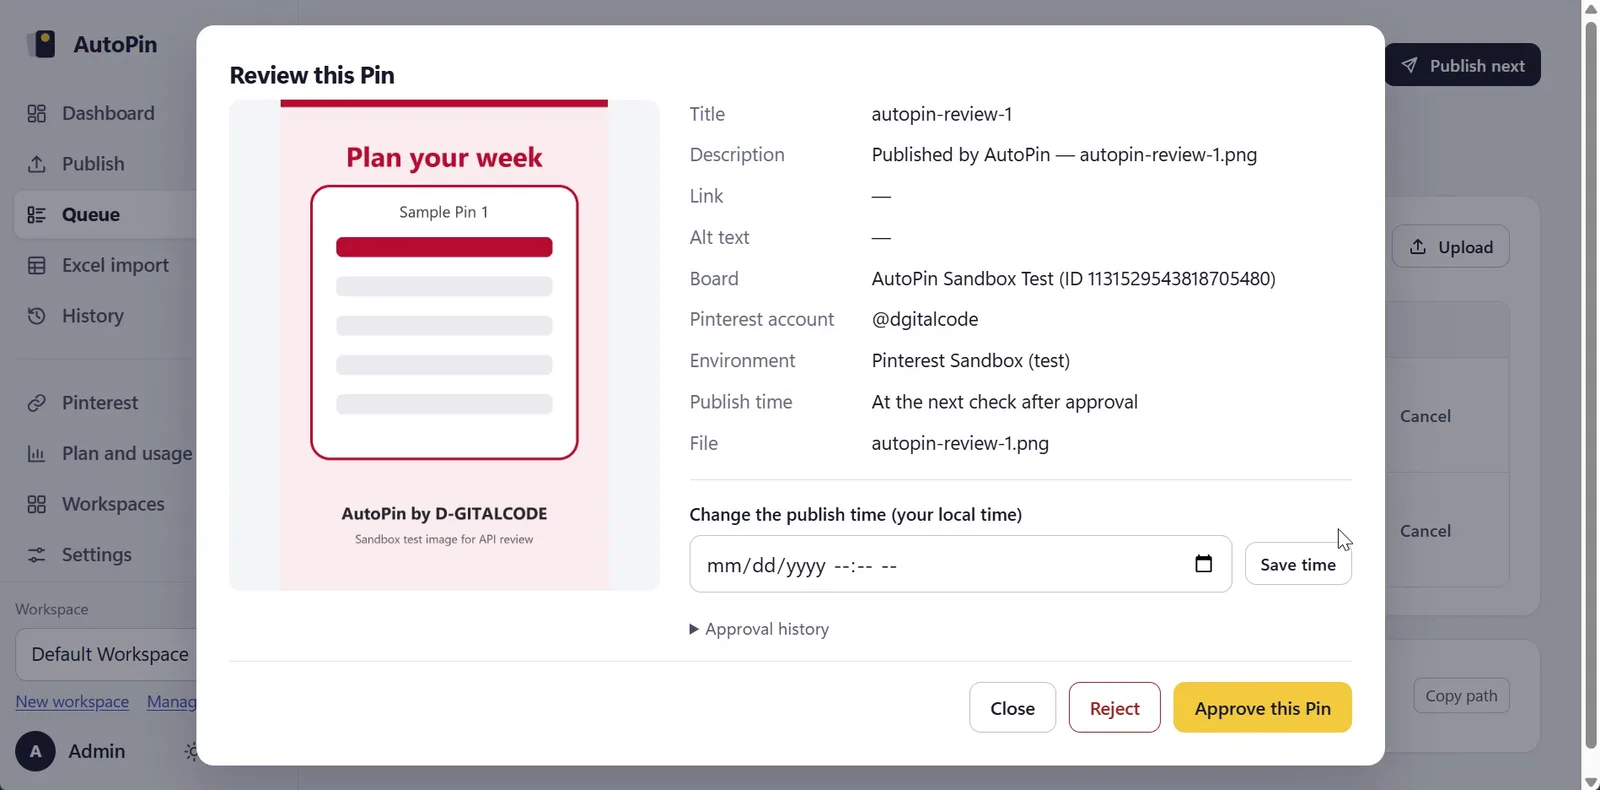 AutoPin
Dashboard
Publish
Queue
Excel import
History
Pinterest
Plan and usage
Workspaces
Settings
Workspace
Default Workspace
New workspace Manag
A Admin
Review this Pin
Plan your week
Sample Pin 1
AutoPin by D-GITALCODE
Sandbox test image for API review
Title autopin-review-1
Description Published by AutoPin — autopin-review-1.png
Link —
Alt text —
Board AutoPin Sandbox Test (ID 1131529543818705480)
Pinterest account @dgitalcode
Environment Pinterest Sandbox (test)
Publish time At the next check after approval
File autopin-review-1.png
Change the publish time (your local time)
mm/dd/yyyy --:-- --
Save time
Approval history
Close Reject Approve this Pin
Publish next
Upload
Cancel
Cancel
Copy path